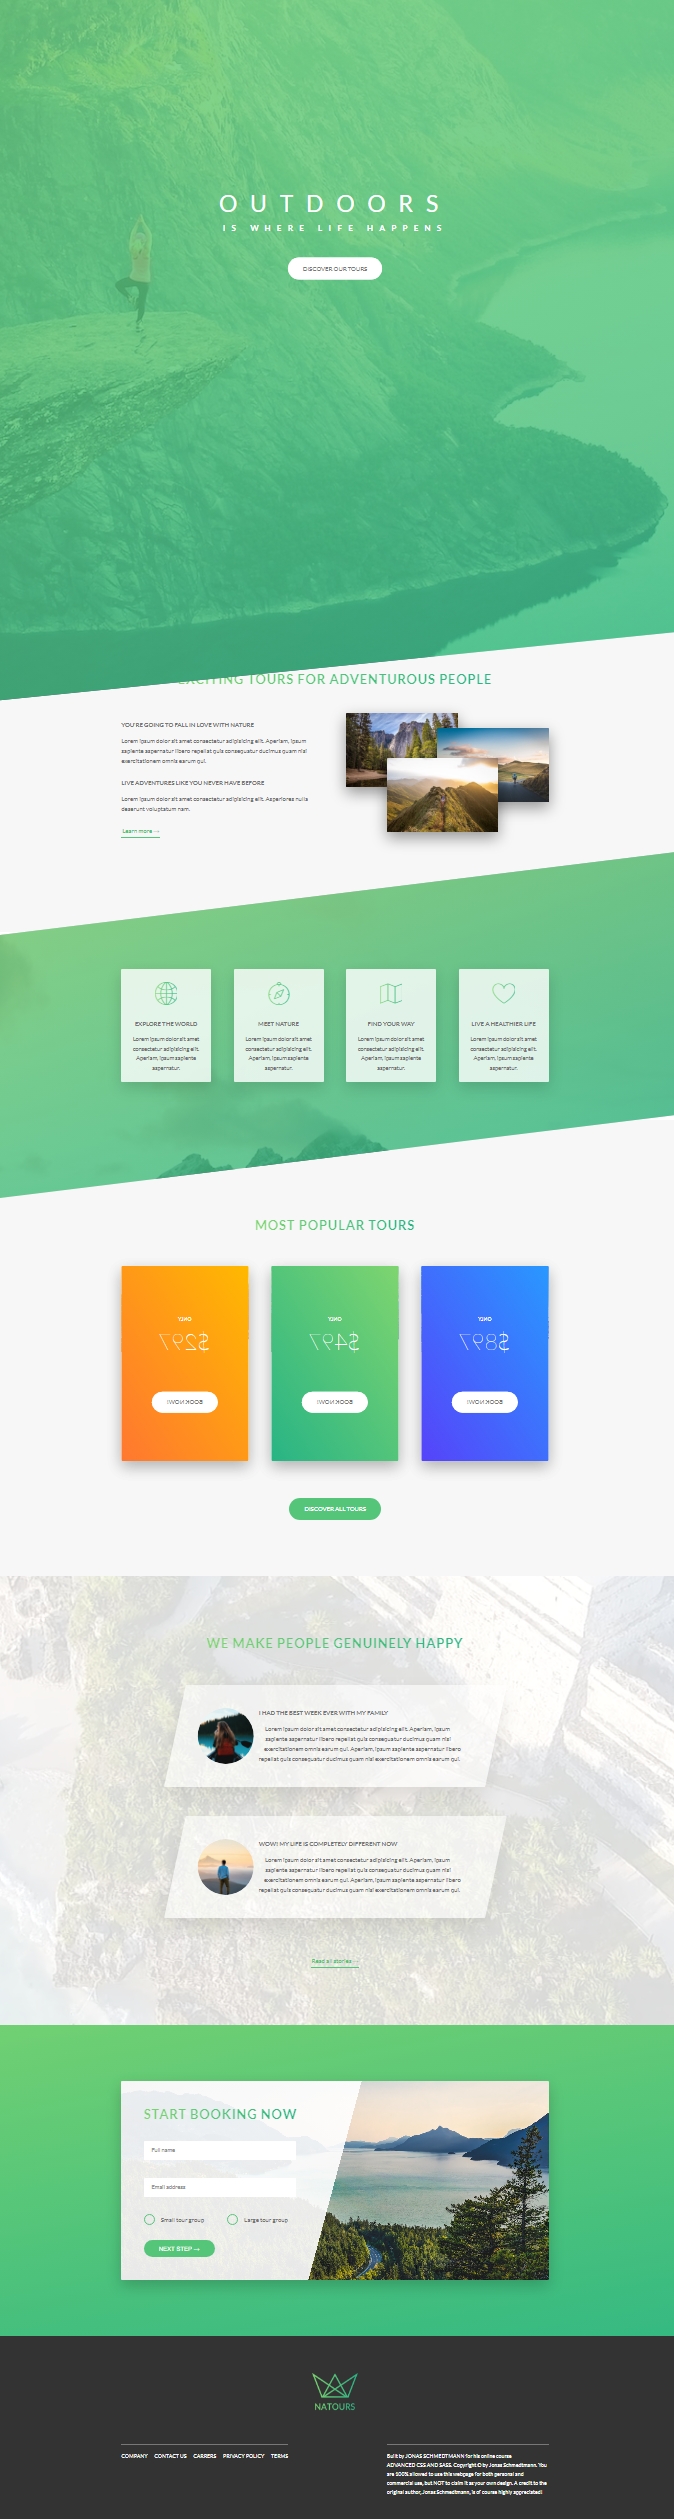 OUTDOORS
IS WHERE LIFE HAPPENS
DISCOVER OUR TOURS
EXCITING TOURS FOR ADVENTUROUS PEOPLE
YOU'RE GOING TO FALL IN LOVE WITH NATURE
Lorem ipsum dolor sit amet consectetur adipisicing elit. Aperiam, ipsum
sapiente aspernatur libero repellat quis consequatur ducimus quam nisi
exercitationem omnis earum qui.
LIVE ADVENTURES LIKE YOU NEVER HAVE BEFORE
Lorem ipsum dolor sit amet consectetur adipisicing elit. Asperiores nulla
deserunt voluptatum nam.
Learn more →
EXPLORE THE WORLD
Lorem ipsum dolor sit amet
consectetur adipisicing elit.
Aperiam, ipsum sapiente
aspernatur.
MEET NATURE
Lorem ipsum dolor sit amet
consectetur adipisicing elit.
Aperiam, ipsum sapiente
aspernatur.
FIND YOUR WAY
Lorem ipsum dolor sit amet
consectetur adipisicing elit.
Aperiam, ipsum sapiente
aspernatur.
LIVE A HEALTHIER LIFE
Lorem ipsum dolor sit amet
consectetur adipisicing elit.
Aperiam, ipsum sapiente
aspernatur.
MOST POPULAR TOURS
ONLY
$297
BOOK NOW!
ONLY
$497
BOOK NOW!
ONLY
$897
BOOK NOW!
DISCOVER ALL TOURS
WE MAKE PEOPLE GENUINELY HAPPY
I HAD THE BEST WEEK EVER WITH MY FAMILY
Lorem ipsum dolor sit amet consectetur adipisicing elit. Aperiam, ipsum
sapiente aspernatur libero repellat quis consequatur ducimus quam nisi
exercitationem omnis earum qui. Aperiam, ipsum sapiente aspernatur libero
repellat quis consequatur ducimus quam nisi exercitationem omnis earum qui.
WOW! MY LIFE IS COMPLETELY DIFFERENT NOW
Lorem ipsum dolor sit amet consectetur adipisicing elit. Aperiam, ipsum
sapiente aspernatur libero repellat quis consequatur ducimus quam nisi
exercitationem omnis earum qui. Aperiam, ipsum sapiente aspernatur libero
repellat quis consequatur ducimus quam nisi exercitationem omnis earum qui.
Read all stories →
START BOOKING NOW
Full name
Email address
Small tour group
Large tour group
NEXT STEP →
NATOURS
COMPANY CONTACT US CARRERS PRIVACY POLICY TERMS
Built by JONAS SCHMEDTMANN for his online course
ADVANCED CSS AND SASS. Copyright © by Jonas Schmedtmann. You
are 100% allowed to use this webpage for both personal and
commercial use, but NOT to claim it as your own design. A credit to the
original author, Jonas Schmedtmann, is of course highly appreciated!